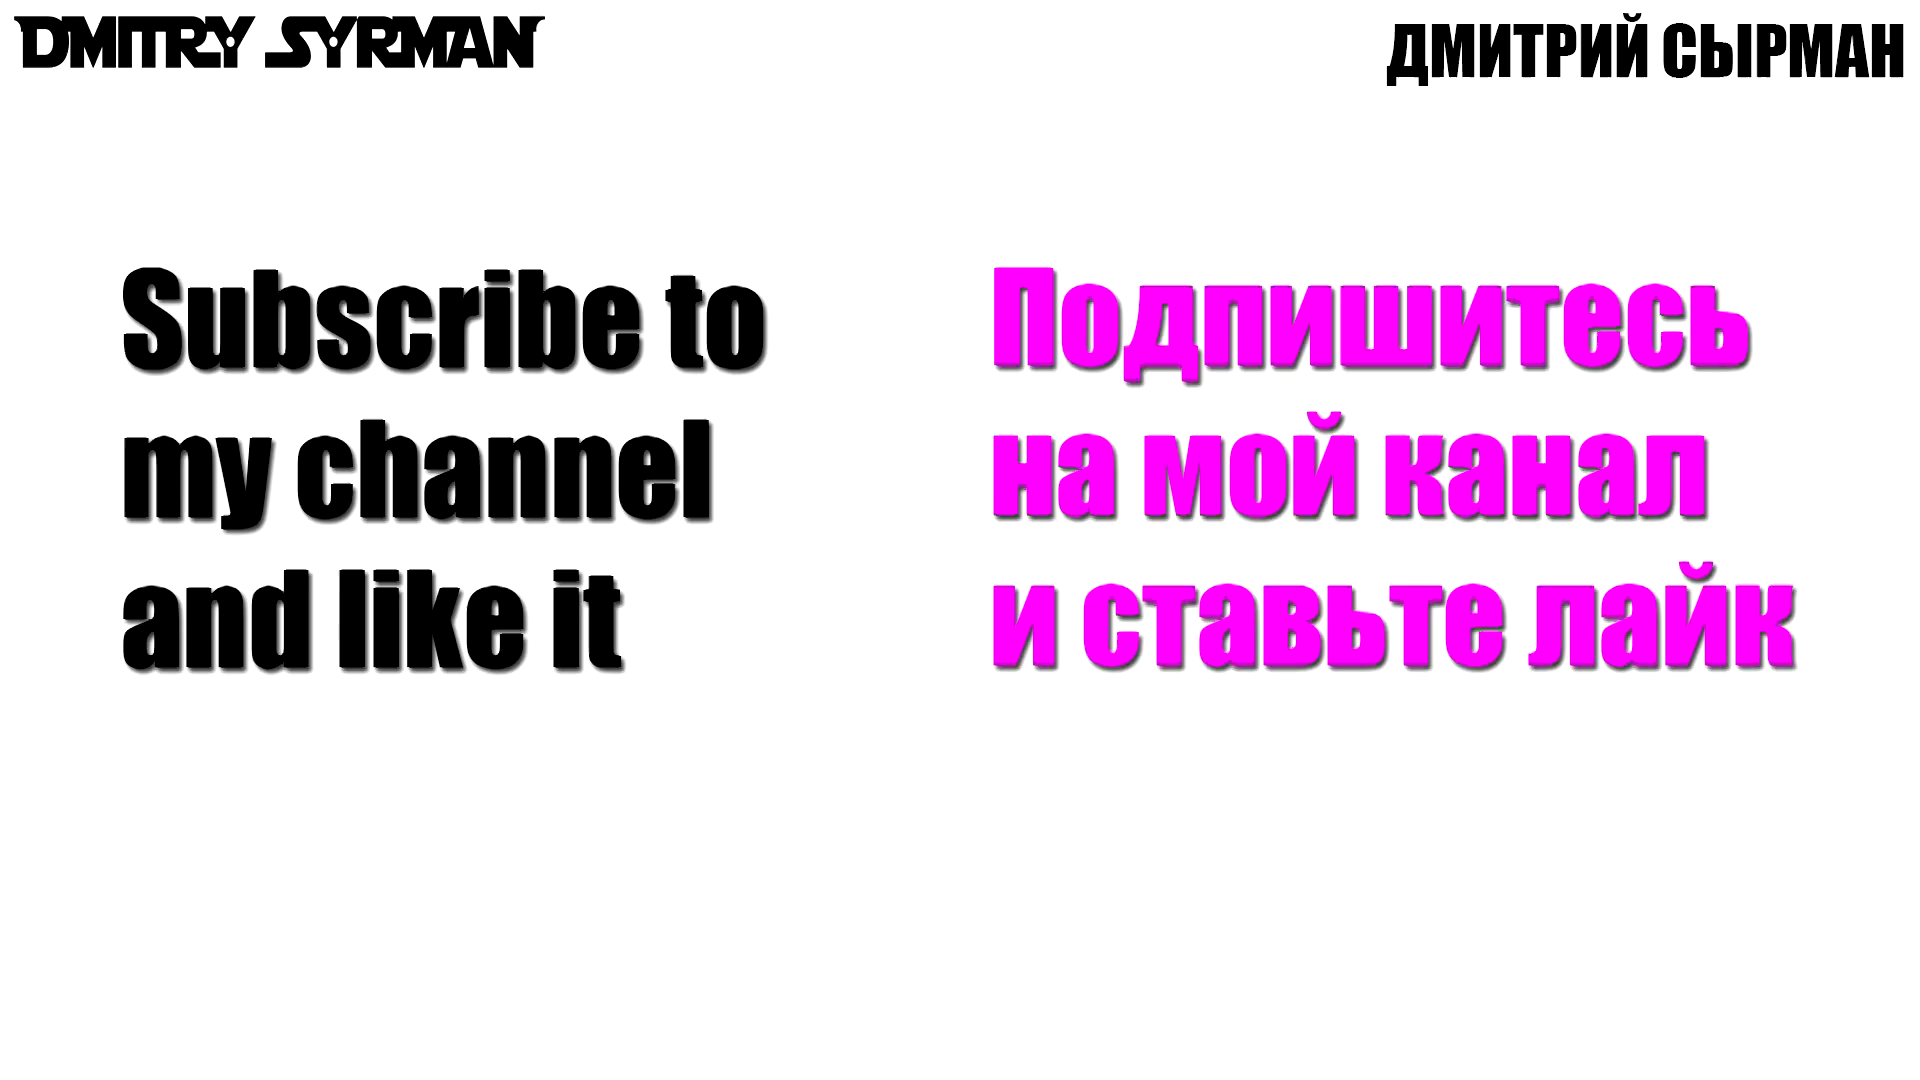 DMITRY SYRMAN
ДМИТРИЙ СЫРМАН
Subscribe to
my channel
and like it
Подпишитесь
на мой канал
и ставьте лайк